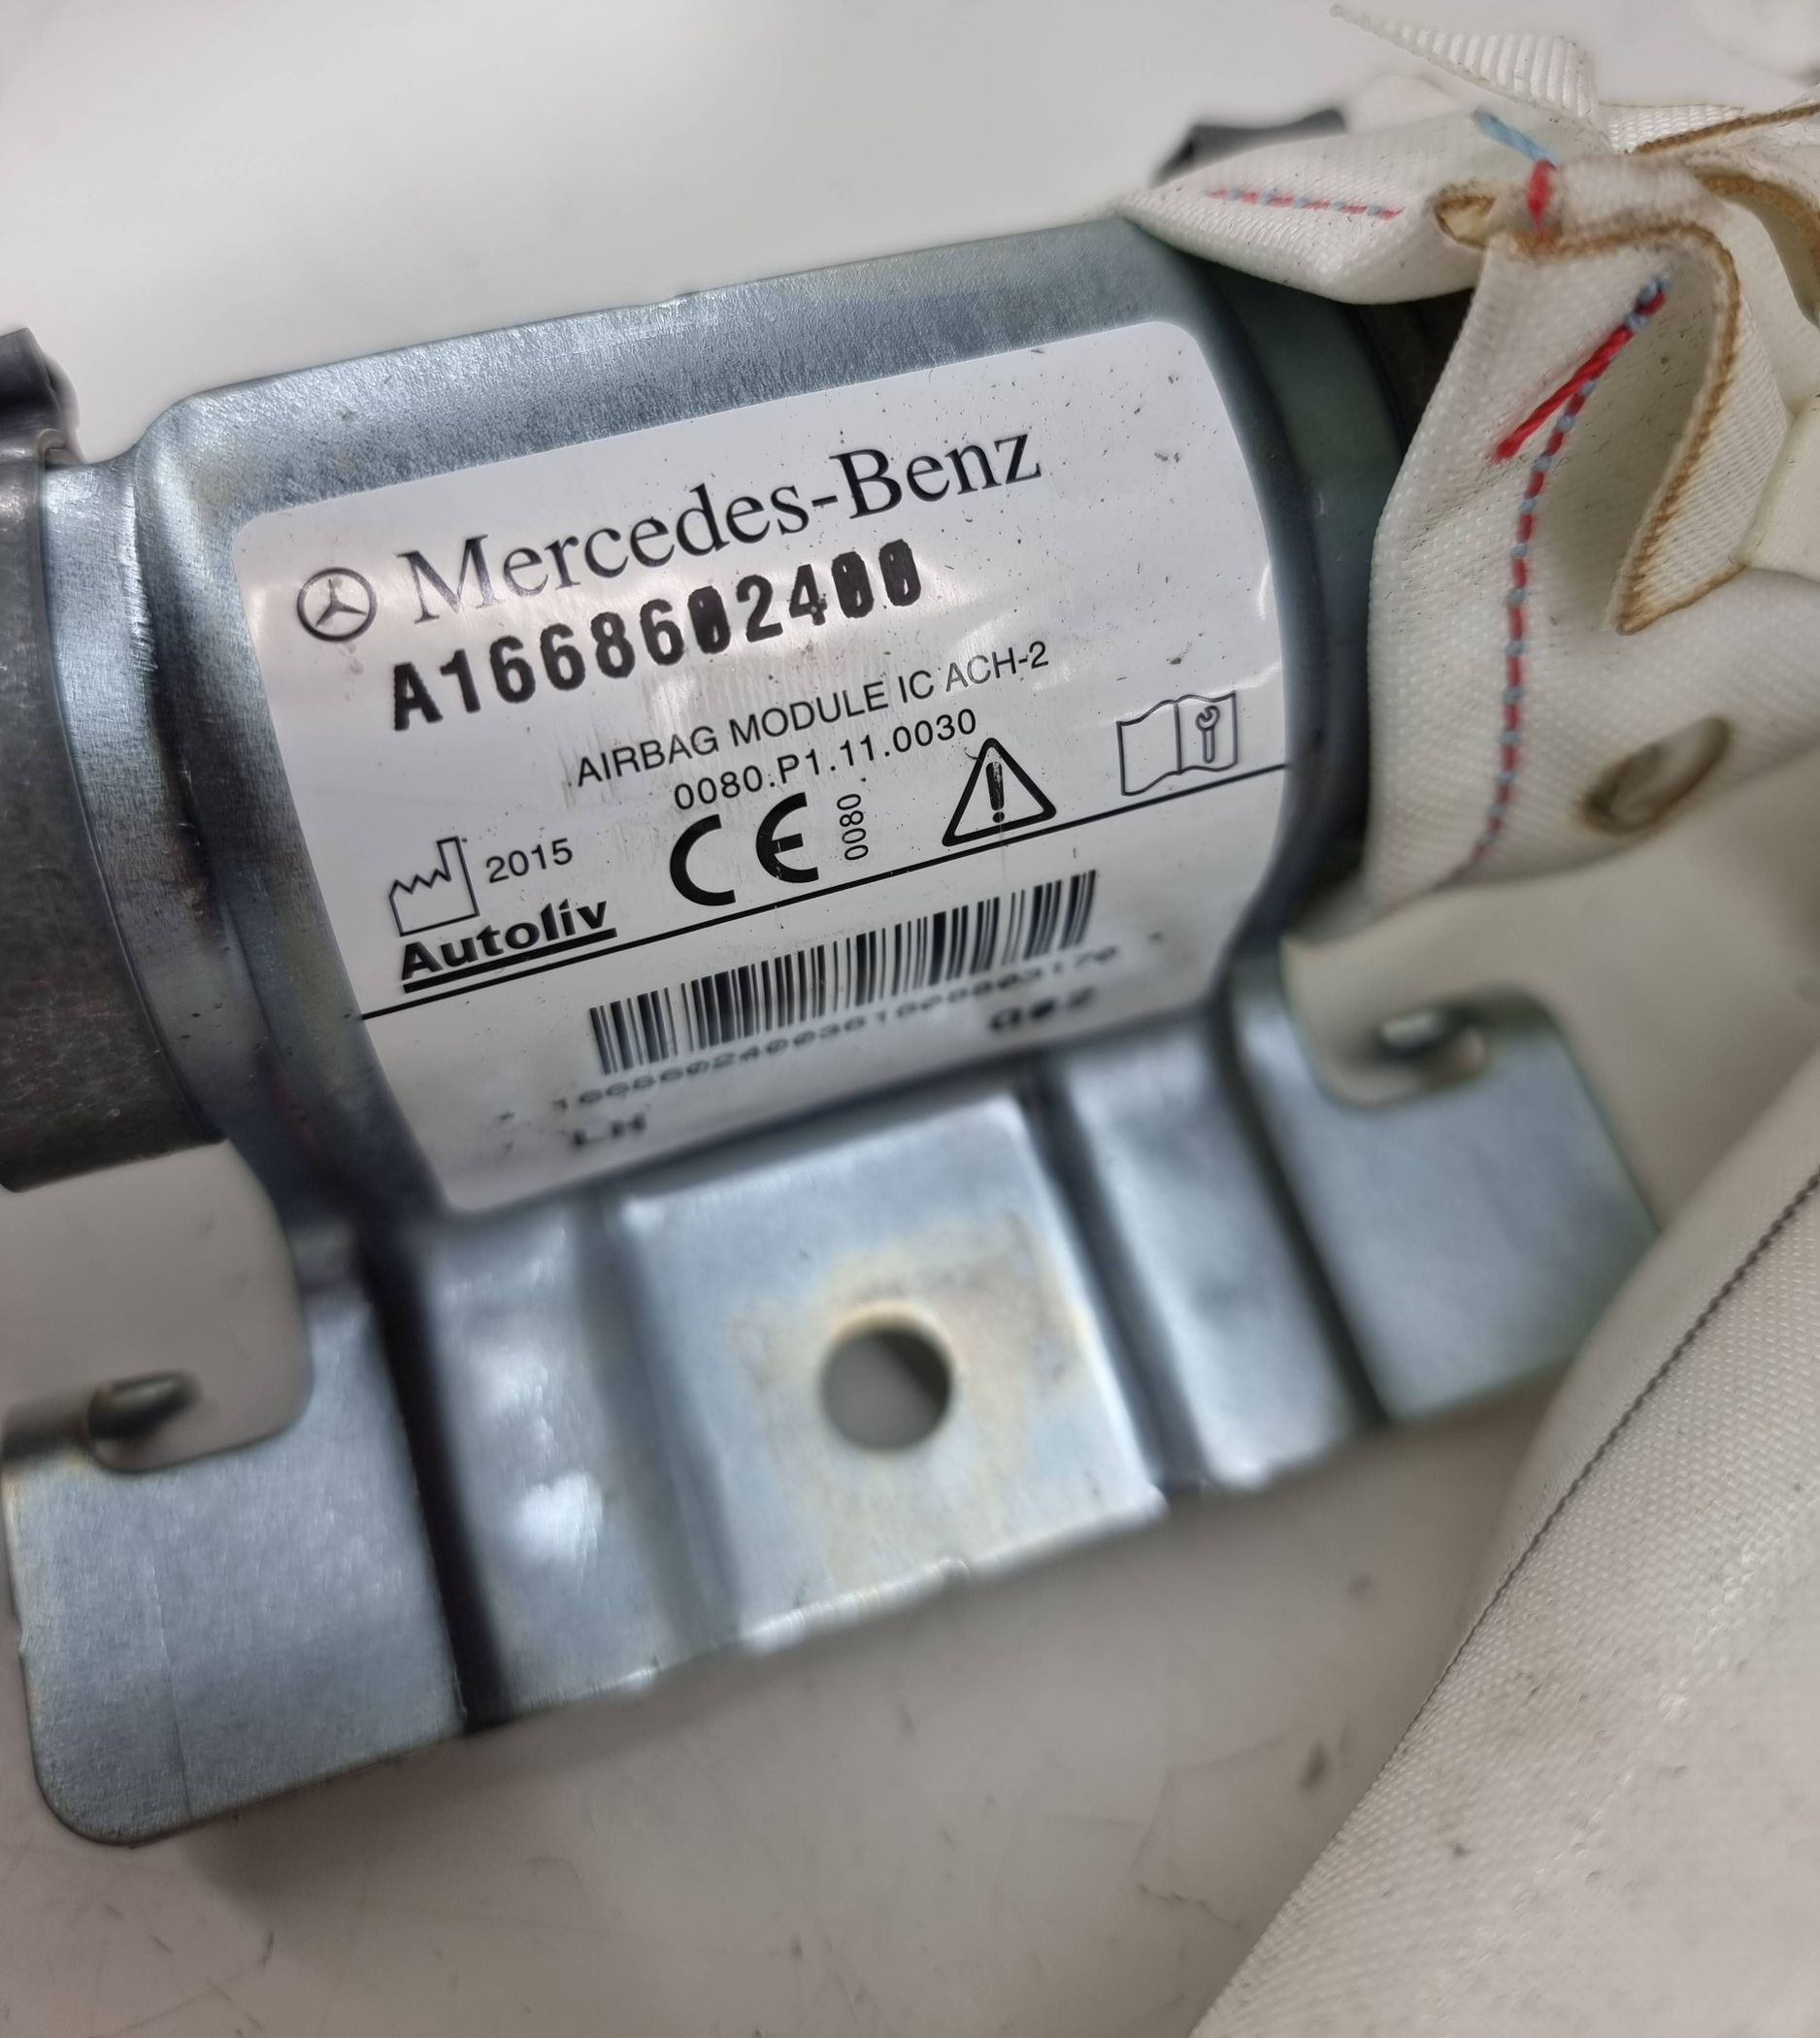 Mercedes-Benz
A1668602400
AIRBAG MODULE IC ACH-2
0080.P1.11.0030
2015
CE 0080
Autoliv
LH